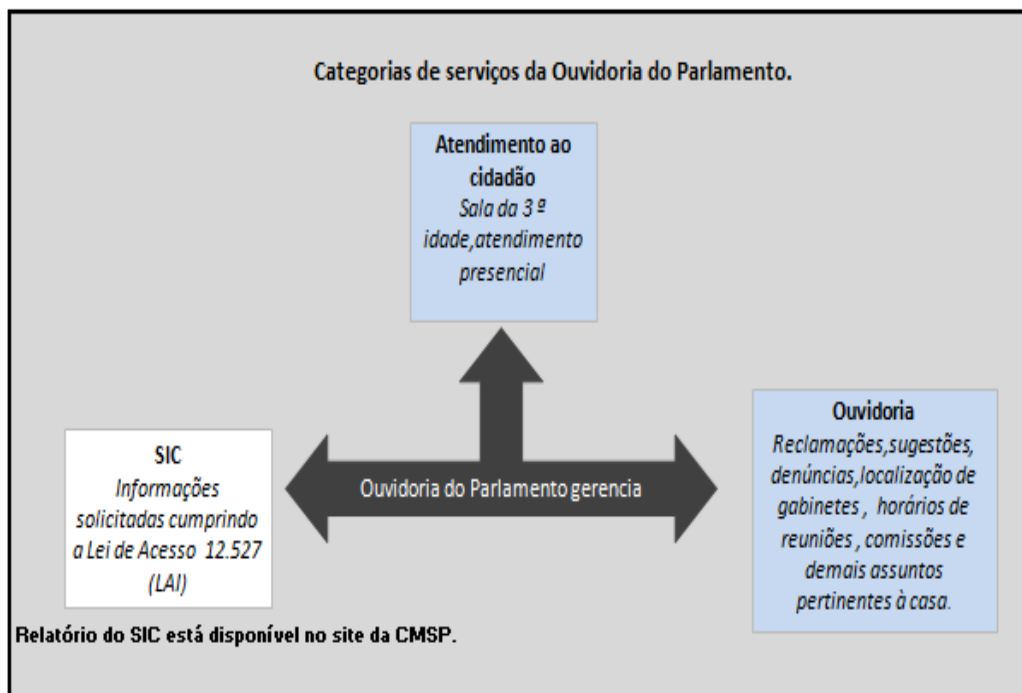 Categorias de serviços da Ouvidoria do Parlamento.
Atendimento ao
cidadão
Sala da 3 ª
idade,atendimento
presencial
SIC
Informações
solicitadas cumprindo
a Lei de Acesso 12.527
(LAI)
Ouvidoria do Parlamento gerencia
Ouvidoria
Reclamações,sugestões,
denúncias,localização de
gabinetes , horários de
reuniões , comissões e
demais assuntos
pertinentes à casa.
Relatório do SIC está disponível no site da CMSP.